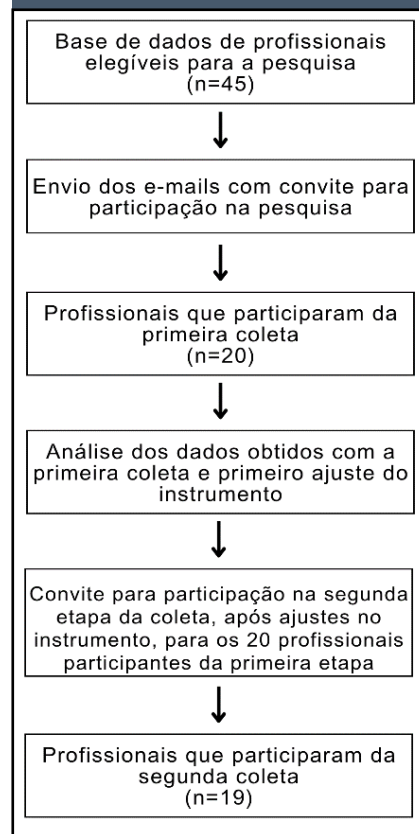 Base de dados de profissionais
elegíveis para a pesquisa
(n=45)
Envio dos e-mails com convite para
participação na pesquisa
Profissionais que participaram da
primeira coleta
(n=20)
Análise dos dados obtidos com a
primeira coleta e primeiro ajuste do
instrumento
Convite para participação na segunda
etapa da coleta, após ajustes no
instrumento, para os 20 profissionais
participantes da primeira etapa
Profissionais que participaram da
segunda coleta
(n=19)